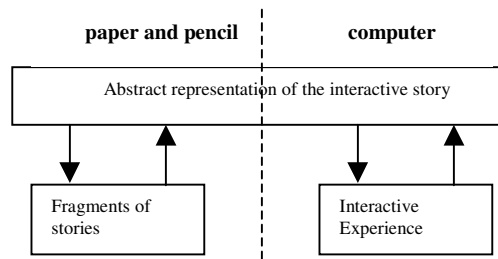 paper and pencil computer
Abstract representation of the interactive story
Fragments of
stories
Interactive
Experience